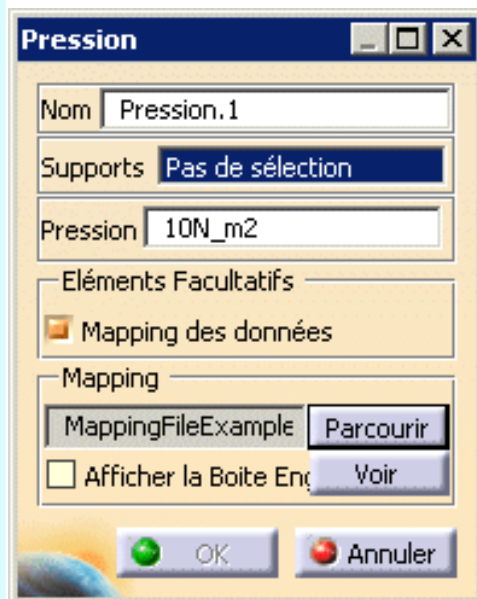 Pression
Nom Pression.1
Supports Pas de sélection
Pression 10N_m2
Eléments Facultatifs
Mapping des données
Mapping
MappingFileExample Parcourir
Afficher la Boite Voir
OK Annuler